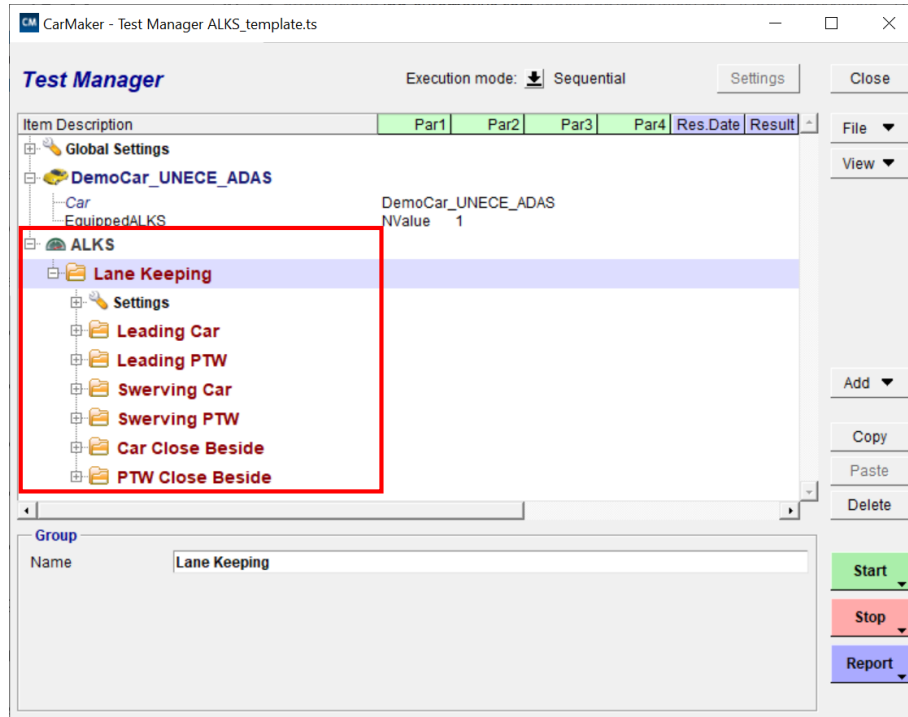 CM CarMaker - Test Manager ALKS_template.ts
Test Manager Execution mode: Sequential Settings Close
Item Description Par1 Par2 Par3 Par4 Res.Date Result
File
Global Settings
View
DemoCar_UNECE_ADAS
Car DemoCar_UNECE_ADAS
EquippedALKS NValue 1
ALKS
Lane Keeping
Settings
Leading Car
Leading PTW
Swerving Car
Add
Swerving PTW
Copy
Car Close Beside
Paste
PTW Close Beside
Delete
Group
Name Lane Keeping
Start
Stop
Report